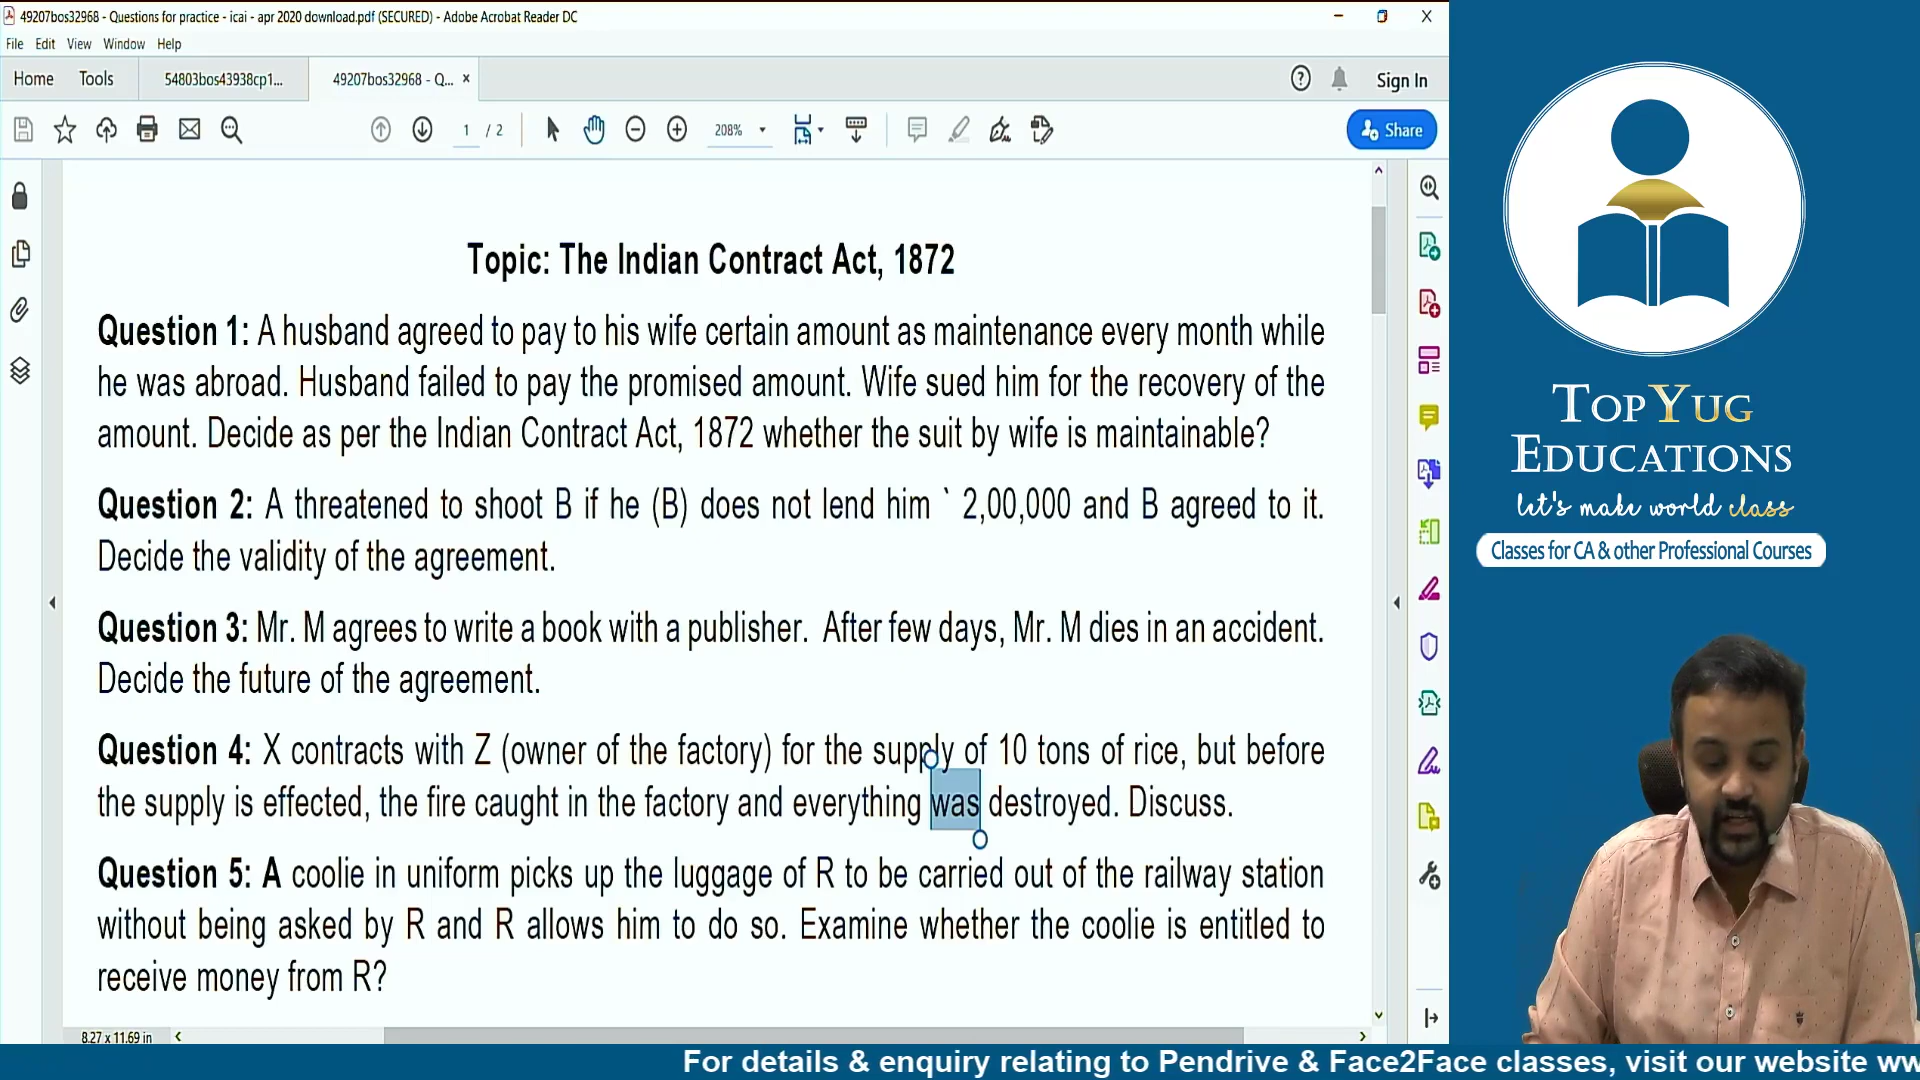 49207bos32968 - Questions for practice - icai - apr 2020 download.pdf (SECURED) - Adobe Acrobat Reader DC
File Edit View Window Help
Home Tools 54803bos43938cp1... 49207bos32968 - Q... × Sign In
1 / 2 208% Share
Topic: The Indian Contract Act, 1872
Question 1: A husband agreed to pay to his wife certain amount as maintenance every month while
he was abroad. Husband failed to pay the promised amount. Wife sued him for the recovery of the
amount. Decide as per the Indian Contract Act, 1872 whether the suit by wife is maintainable?
Question 2: A threatened to shoot B if he (B) does not lend him ` 2,00,000 and B agreed to it.
Decide the validity of the agreement.
Question 3: Mr. M agrees to write a book with a publisher. After few days, Mr. M dies in an accident.
Decide the future of the agreement.
Question 4: X contracts with Z (owner of the factory) for the supply of 10 tons of rice, but before
the supply is effected, the fire caught in the factory and everything was destroyed. Discuss.
Question 5: A coolie in uniform picks up the luggage of R to be carried out of the railway station
without being asked by R and R allows him to do so. Examine whether the coolie is entitled to
receive money from R?
8.27 x 11.69 in
TopYug
Educations
let's make world class
Classes for CA & other Professional Courses
For details & enquiry relating to Pendrive & Face2Face classes, visit our website ww